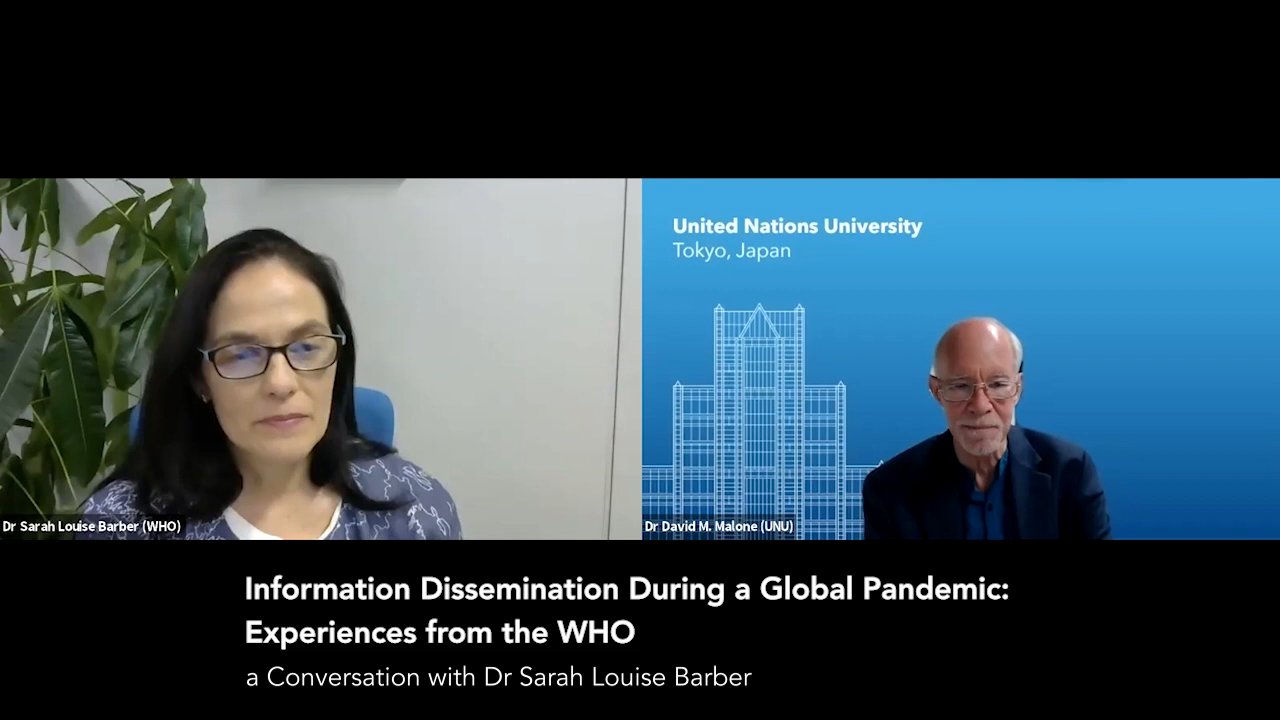 United Nations University
Tokyo, Japan
Dr Sarah Louise Barber (WHO)
Dr David M. Malone (UNU)
Information Dissemination During a Global Pandemic:
Experiences from the WHO
a Conversation with Dr Sarah Louise Barber